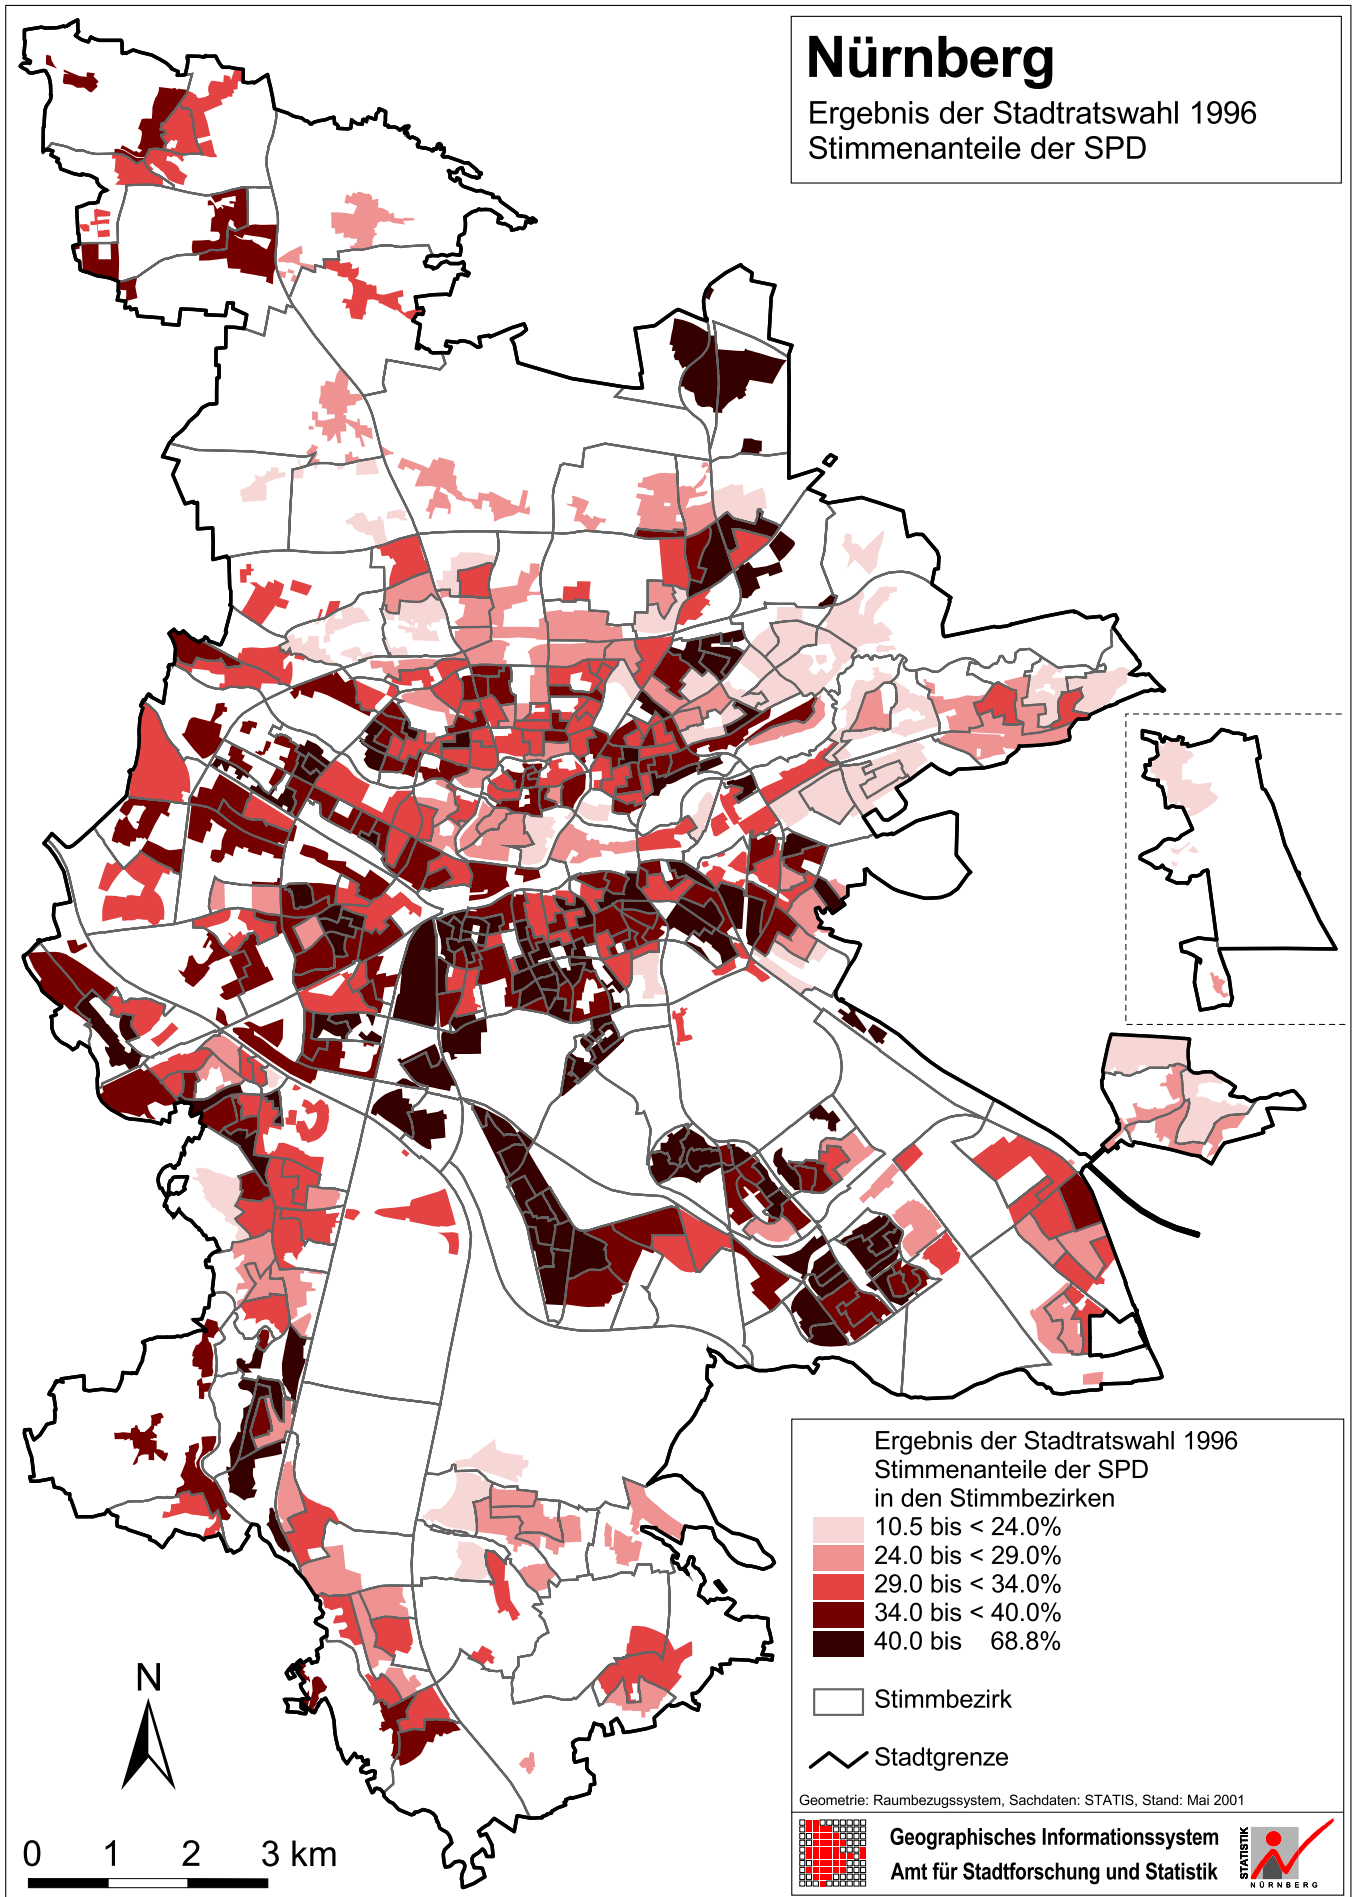 Nürnberg
Ergebnis der Stadtratswahl 1996
Stimmenanteile der SPD
Ergebnis der Stadtratswahl 1996
Stimmenanteile der SPD
in den Stimmbezirken
10.5 bis < 24.0%
24.0 bis < 29.0%
29.0 bis < 34.0%
34.0 bis < 40.0%
40.0 bis 68.8%
Stimmbezirk
Stadtgrenze
Geometrie: Raumbezugssystem, Sachdaten: STATIS, Stand: Mai 2001
Geographisches Informationssystem
Amt für Stadtforschung und Statistik
STATISTIK
NÜRNBERG
N
0 1 2 3 km